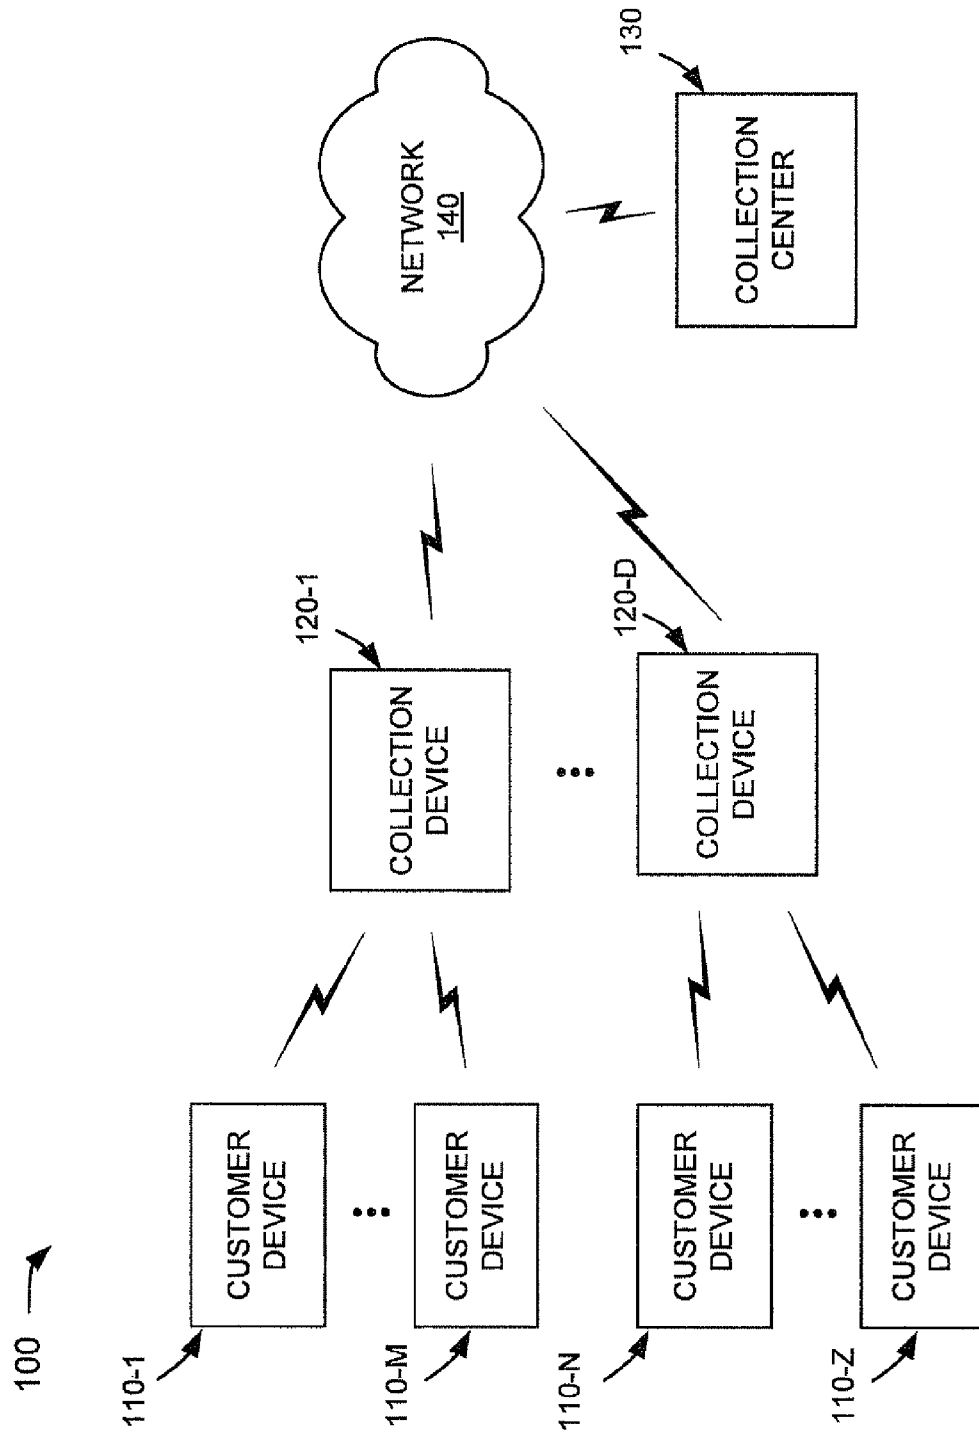 100
110-1
CUSTOMER
DEVICE
110-M
CUSTOMER
DEVICE
110-N
CUSTOMER
DEVICE
110-Z
CUSTOMER
DEVICE
120-1
COLLECTION
DEVICE
120-D
COLLECTION
DEVICE
NETWORK
140
130
COLLECTION
CENTER